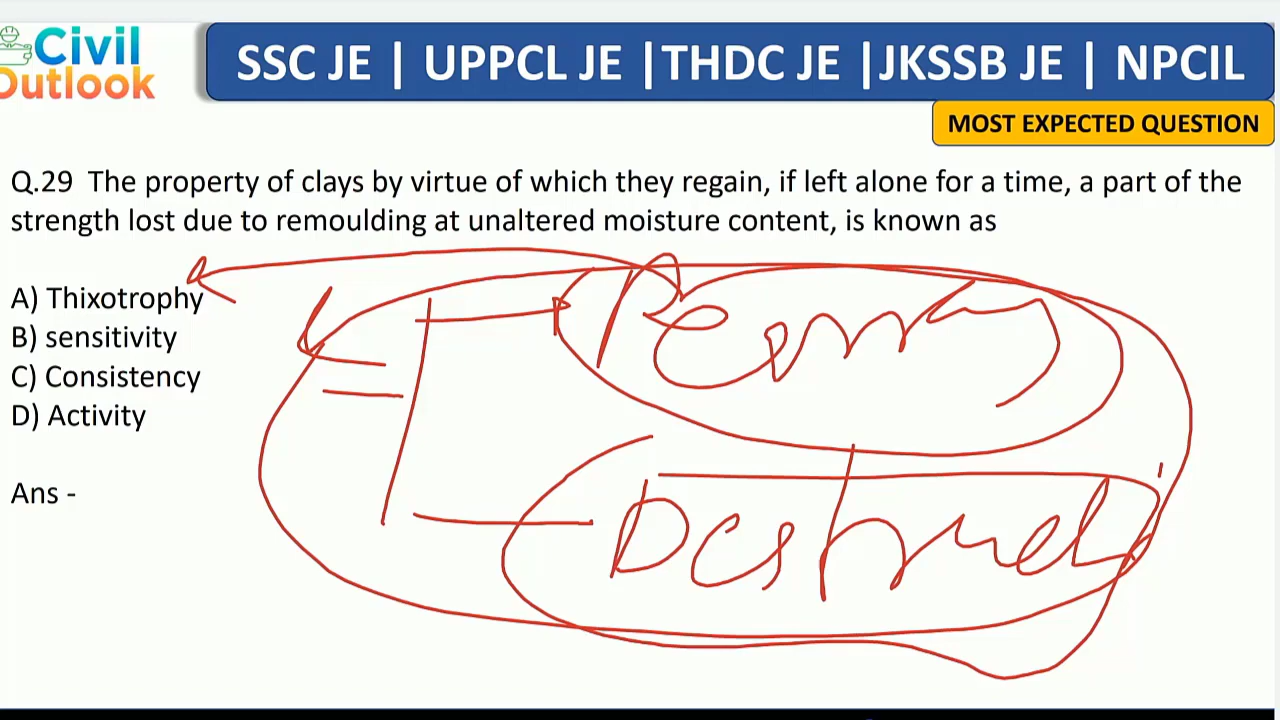 Civil
Outlook
SSC JE | UPPCL JE |THDC JE |JKSSB JE | NPCIL
MOST EXPECTED QUESTION
Q.29 The property of clays by virtue of which they regain, if left alone for a time, a part of the
strength lost due to remoulding at unaltered moisture content, is known as
A) Thixotrophy
B) sensitivity
C) Consistency
D) Activity
Ans -